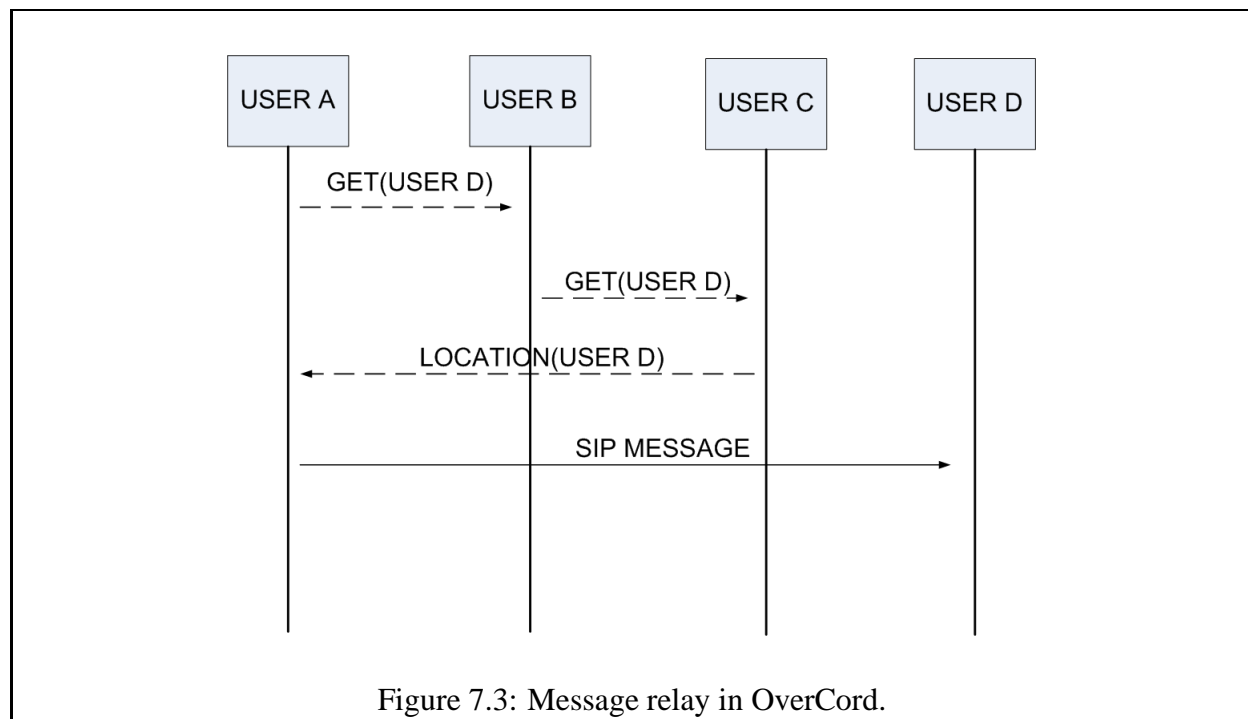 USER A
USER B
USER C
USER D
GET(USER D)
GET(USER D)
LOCATION(USER D)
SIP MESSAGE
Figure 7.3: Message relay in OverCord.